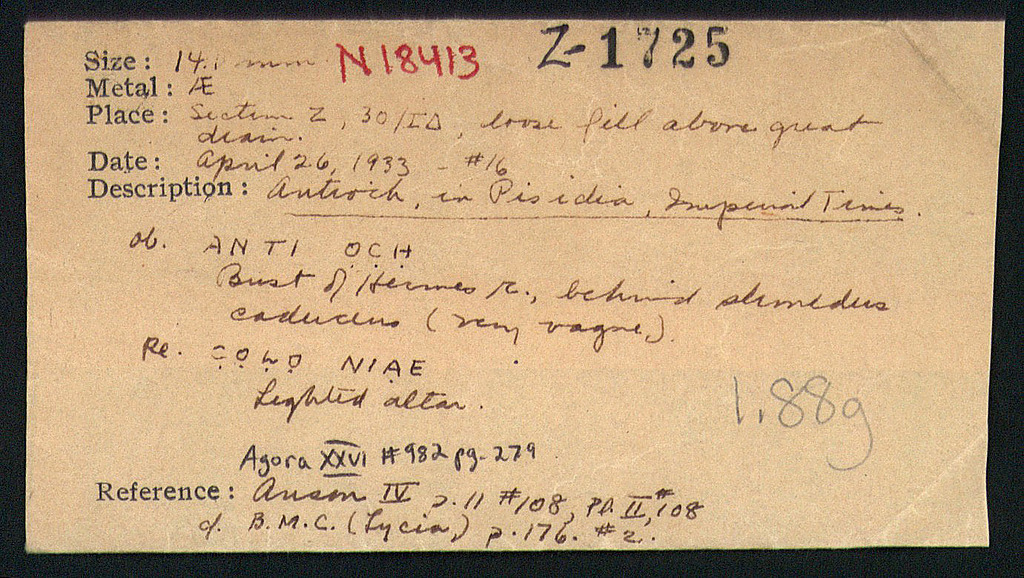 Z-1725
N18413
Size: 14. mm
Metal: Æ
Place: Section Z, 30/ΙΔ, loose fill above great
drain.
Date: April 26, 1933 - #16
Description: Antioch, in Pisidia, Imperial Times.
ob. ANTI OCH
Bust of Hermes r., behind shoulders
caduceus (very vague).
Re. COLO NIAE
Lighted altar.
1.88g
Agora XXVI #982 pg. 279
Reference: Anson IV p. 11 #108, Pl. II, #108
cf. B.M.C. (Lycia,) p. 176. #2.